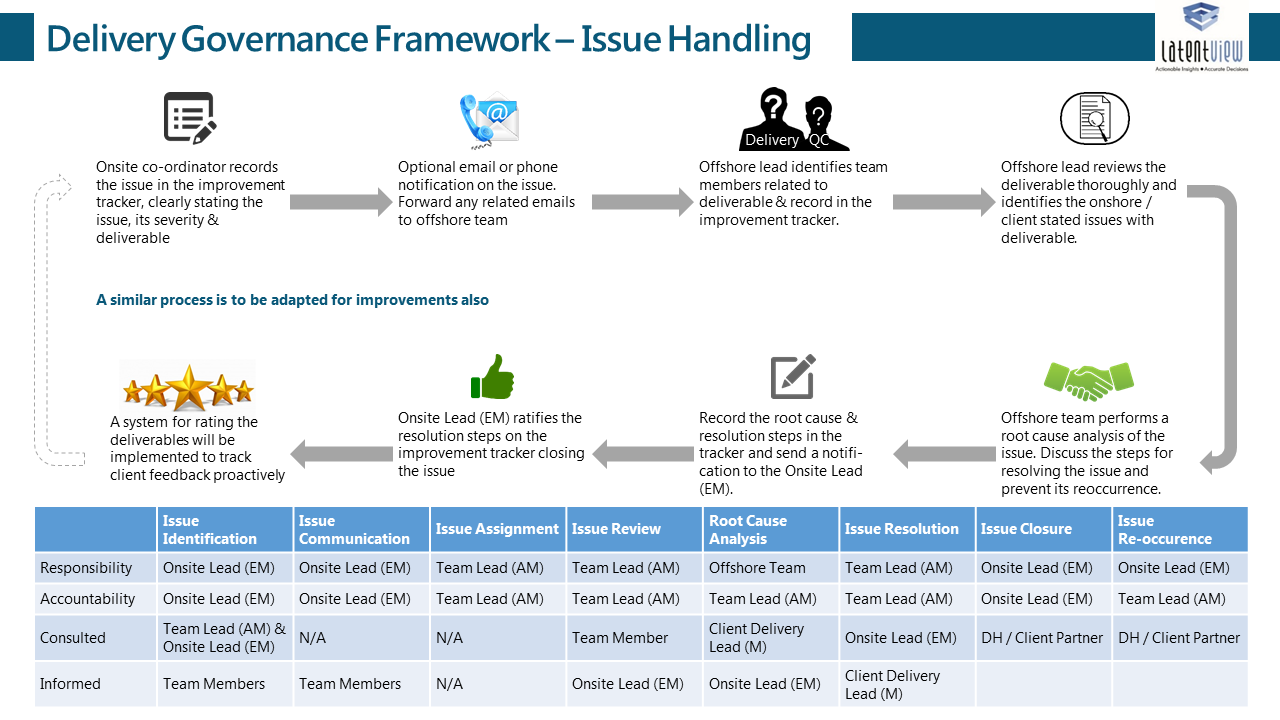 Delivery Governance Framework – Issue Handling
LatentView
Actionable Insights • Accurate Decisions
@
?
?
Delivery
QC
Onsite co-ordinator records
the issue in the improvement
tracker, clearly stating the
issue, its severity &
deliverable
Optional email or phone
notification on the issue.
Forward any related emails
to offshore team
Offshore lead identifies team
members related to
deliverable & record in the
improvement tracker.
Offshore lead reviews the
deliverable thoroughly and
identifies the onshore /
client stated issues with
deliverable.
A similar process is to be adapted for improvements also
A system for rating the
deliverables will be
implemented to track
client feedback proactively
Onsite Lead (EM) ratifies the
resolution steps on the
improvement tracker closing
the issue
Record the root cause &
resolution steps in the
tracker and send a notifi-
cation to the Onsite Lead
(EM).
Offshore team performs a
root cause analysis of the
issue. Discuss the steps for
resolving the issue and
prevent its reoccurrence.
Issue
Identification
Issue
Communication
Issue Assignment
Issue Review
Root Cause
Analysis
Issue Resolution
Issue Closure
Issue
Re-occurence
Responsibility
Onsite Lead (EM)
Onsite Lead (EM)
Team Lead (AM)
Team Lead (AM)
Offshore Team
Team Lead (AM)
Onsite Lead (EM)
Onsite Lead (EM)
Accountability
Onsite Lead (EM)
Onsite Lead (EM)
Team Lead (AM)
Team Lead (AM)
Team Lead (AM)
Team Lead (AM)
Onsite Lead (EM)
Team Lead (AM)
Consulted
Team Lead (AM) &
Onsite Lead (EM)
N/A
N/A
Team Member
Client Delivery
Lead (M)
Onsite Lead (EM)
DH / Client Partner
DH / Client Partner
Informed
Team Members
Team Members
N/A
Onsite Lead (EM)
Onsite Lead (EM)
Client Delivery
Lead (M)